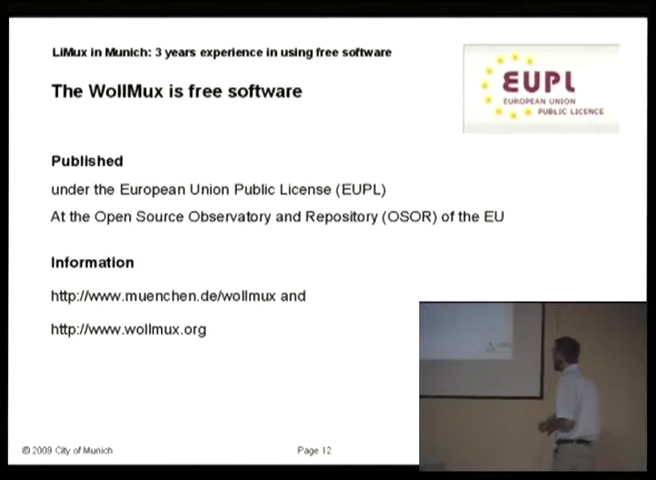 LiMux in Munich: 3 years experience in using free software
The WollMux is free software
EUPL
EUROPEAN UNION
PUBLIC LICENCE
Published
under the European Union Public License (EUPL)
At the Open Source Observatory and Repository (OSOR) of the EU
Information
http://www.muenchen.de/wollmux and
http://www.wollmux.org
© 2009 City of Munich
Page 12